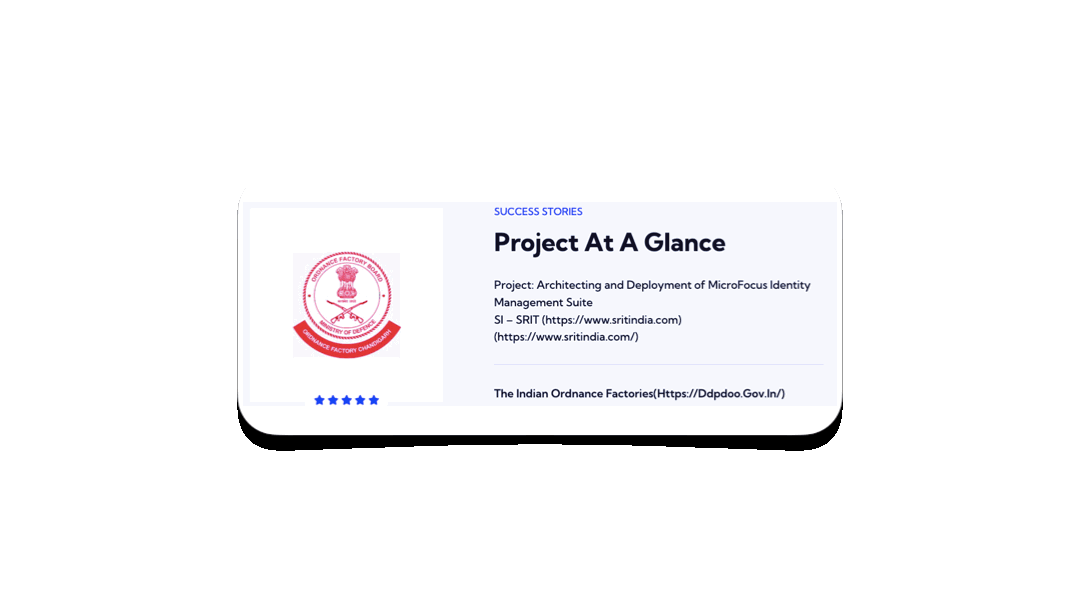 ORDNANCE FACTORY BOARD
MINISTRY OF DEFENCE
ORDNANCE FACTORY CHANDIGARH
SUCCESS STORIES
Project At A Glance
Project: Architecting and Deployment of MicroFocus Identity
Management Suite
SI – SRIT (https://www.sritindia.com)
(https://www.sritindia.com/)
The Indian Ordnance Factories(Https://Ddpdoo.Gov.In/)